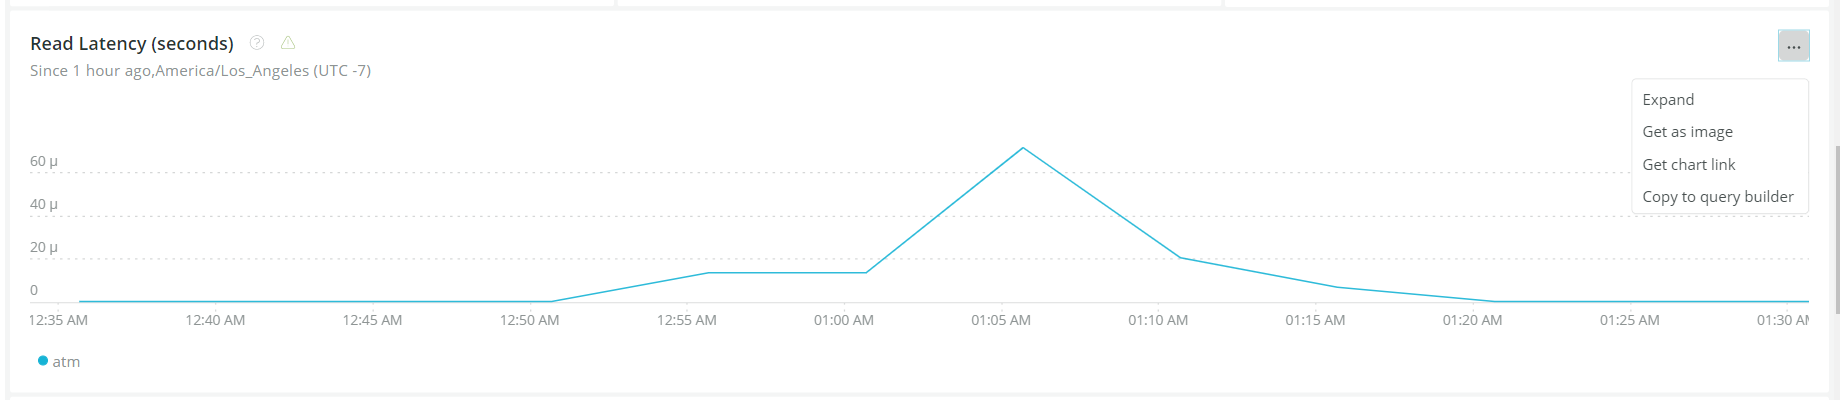 Read Latency (seconds)
...
Since 1 hour ago,America/Los_Angeles (UTC -7)
Expand
Get as image
Get chart link
Copy to query builder
60 µ
40 µ
20 µ
0
12:35 AM 12:40 AM 12:45 AM 12:50 AM 12:55 AM 01:00 AM 01:05 AM 01:10 AM 01:15 AM 01:20 AM 01:25 AM 01:30 AM
atm